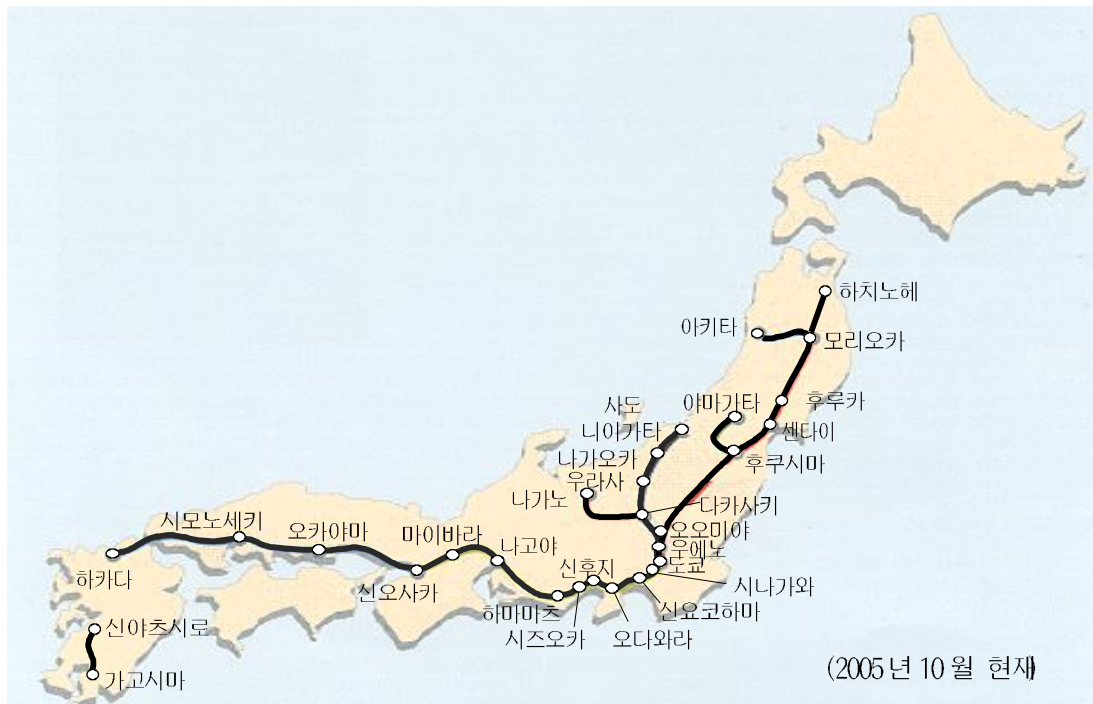 하치노헤
아키타
모리오카
후루카
사도
야마가타
니아가타
센타이
나가오카
후쿠시마
우라사
나가노
다카사키
시모노세키
오카야마
마이바라
나고야
오오미야
우에노
도쿄
하카다
신오사카
신후지
시나가와
하마마츠
신요코하마
시즈오카
오다와라
신야츠시로
가고시마
(2005년 10월 현재)